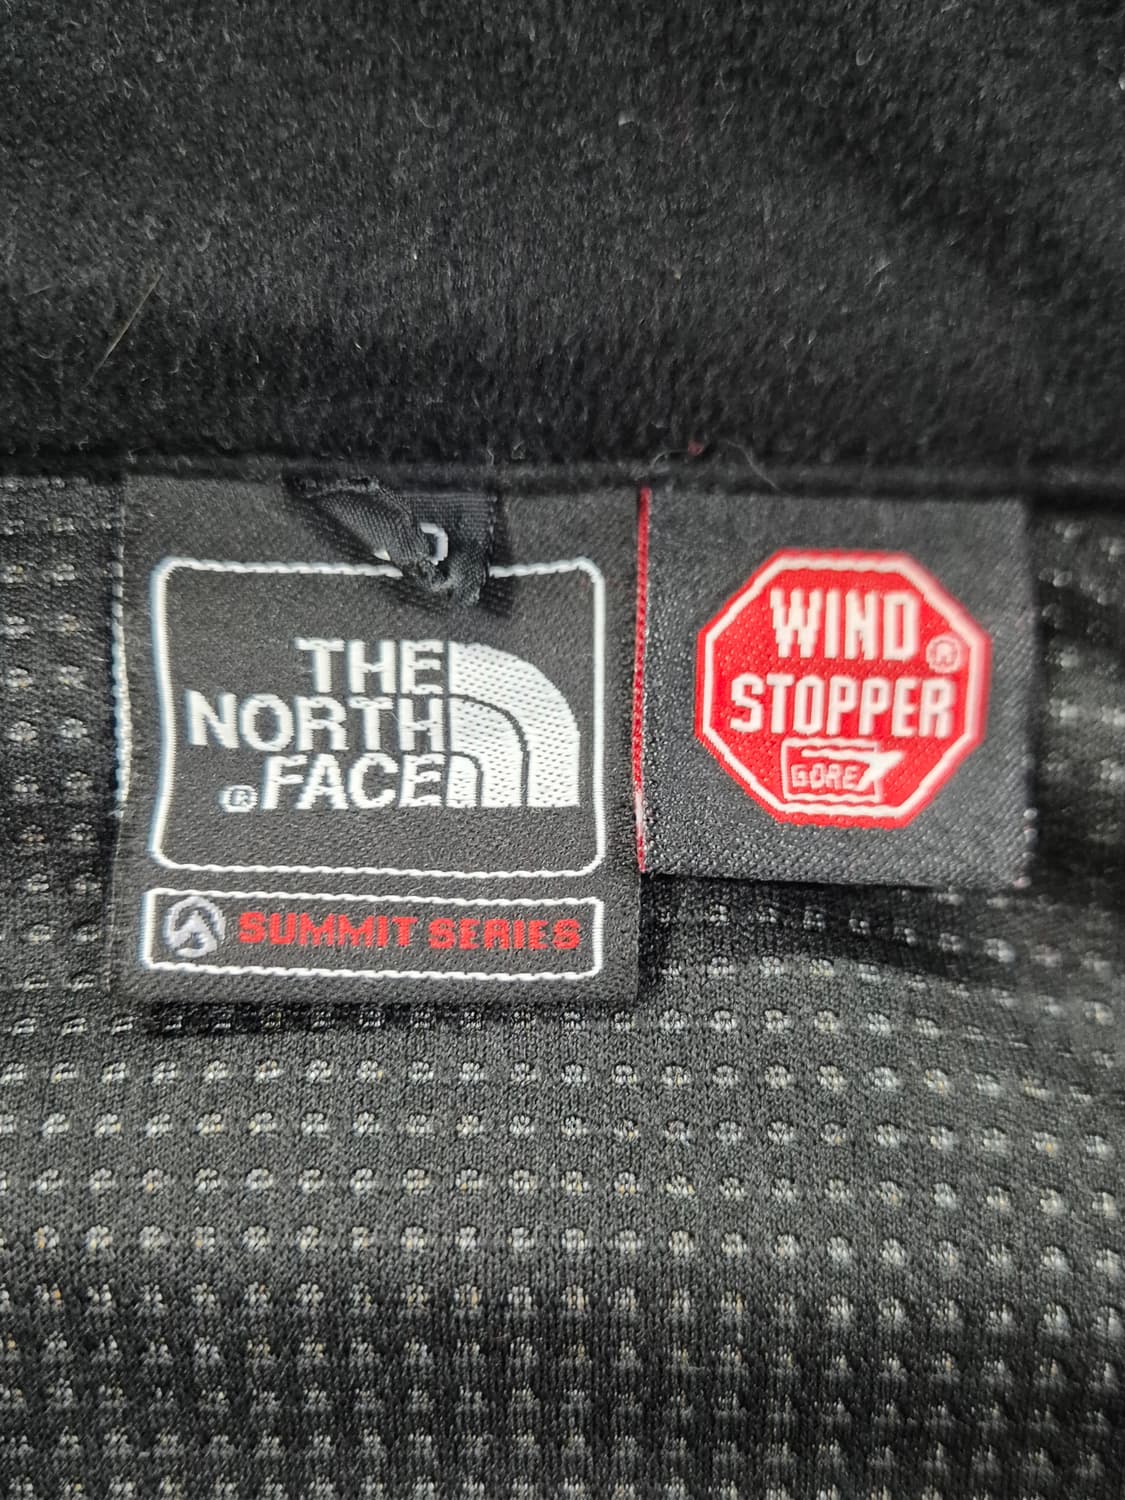 THE
NORTH
®FACE
SUMMIT SERIES
WIND
STOPPER®
GORE